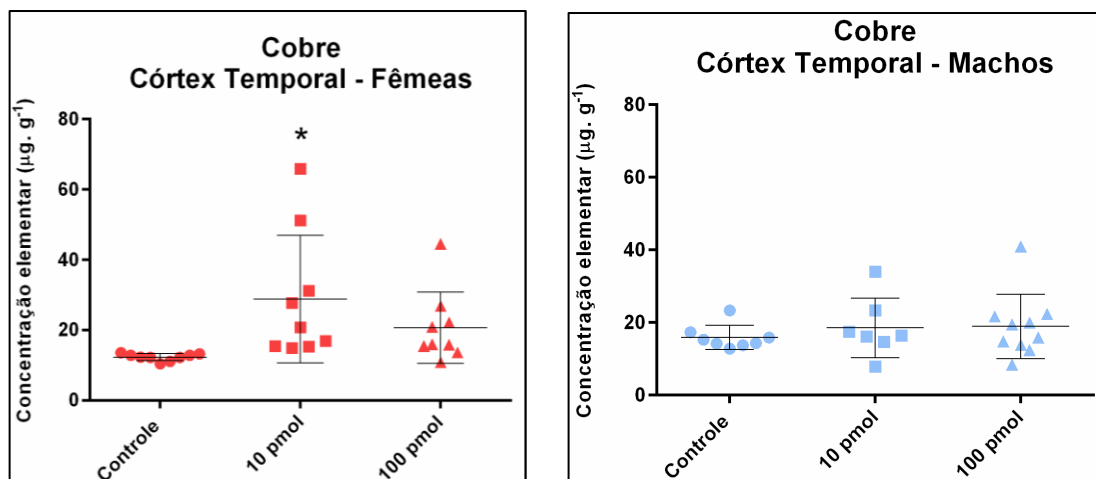 Cobre
Córtex Temporal - Fêmeas
Concentração elementar (µg. g-1)
80
60
40
20
0
*
Controle
10 pmol
100 pmol
Cobre
Córtex Temporal - Machos
Concentração elementar (µg. g-1)
80
60
40
20
0
Controle
10 pmol
100 pmol